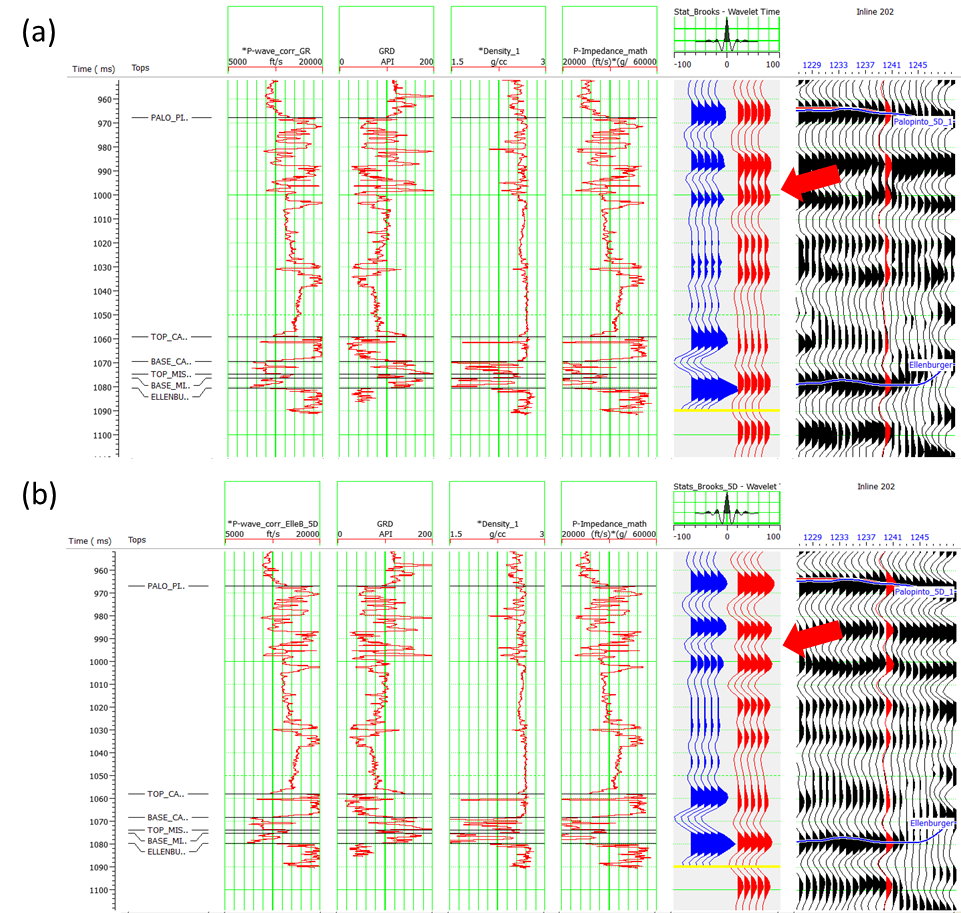 (a)
Stat_Brooks - Wavelet Time
Inline 202
*P-wave_corr_GR GRD *Density_1 P-Impedance_math
Time ( ms) Tops 5000 ft/s 20000 0 API 200 1.5 g/cc 3 20000 (ft/s)*(g/ 60000 -100 0 100 1229 1233 1237 1241 1245
960
970 PALO_PI.. Palopinto_5D_1
980
990
1000
1010
1020
1030
1040
1050
1060 TOP_CA..
1070 BASE_CA.. Ellenburger
TOP_MIS..
1080 BASE_MI..
ELLENBU..
1090
1100
(b)
Stats_Brooks_5D - Wavelet
Inline 202
*P-wave_corr_ElleB_5D GRD *Density_1 P-Impedance_math
Time ( ms) Tops 5000 ft/s 20000 0 API 200 1.5 g/cc 3 20000 (ft/s)*(g/ 60000 -100 0 100 1229 1233 1237 1241 1245
960
970 PALO_PI.. Palopinto_5D_1
980
990
1000
1010
1020
1030
1040
1050
1060 TOP_CA..
1070 BASE_CA.. Ellenburger
TOP_MIS..
1080 BASE_MI..
ELLENBU..
1090
1100